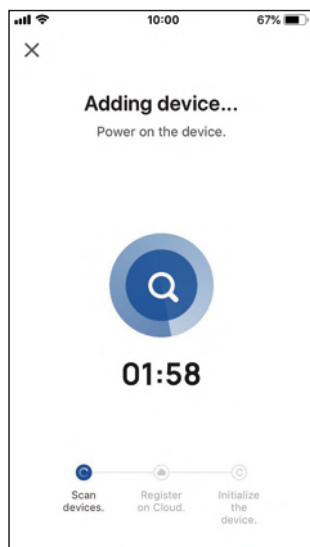 10:00
67%
Adding device...
Power on the device.
01:58
Scan
devices.
Register
on Cloud.
Initialize
the
device.